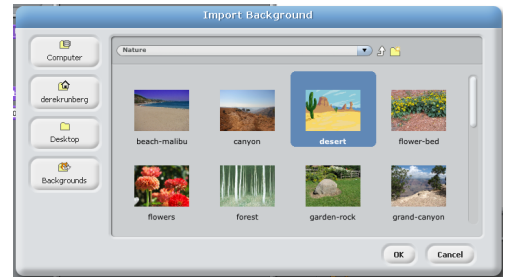 Import Background
Computer
derekrunberg
Desktop
Backgrounds
Nature
beach-malibu canyon desert flower-bed
flowers forest garden-rock grand-canyon
OK Cancel